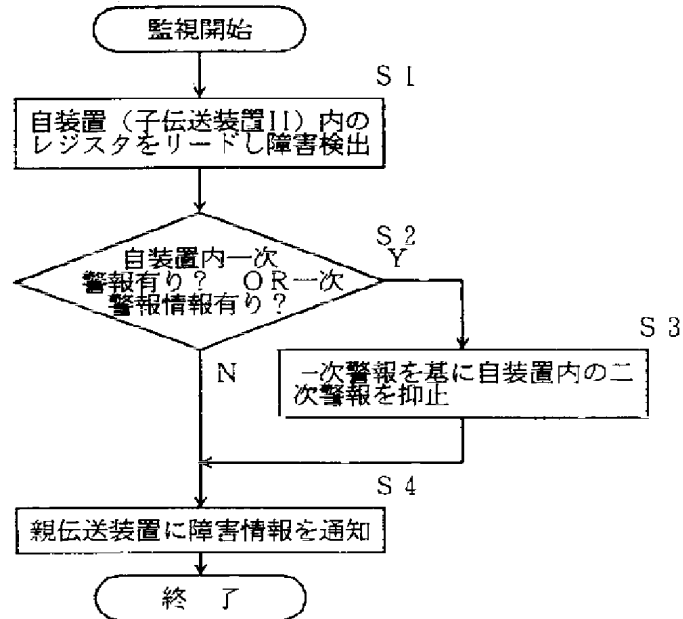 監視開始
S1
自装置(子伝送装置II)内の
レジスタをリードし障害検出
S2
自装置内一次
警報有り? OR一次
警報情報有り?
Y
N
S3
一次警報を基に自装置内の二
次警報を抑止
S4
親伝送装置に障害情報を通知
終 了